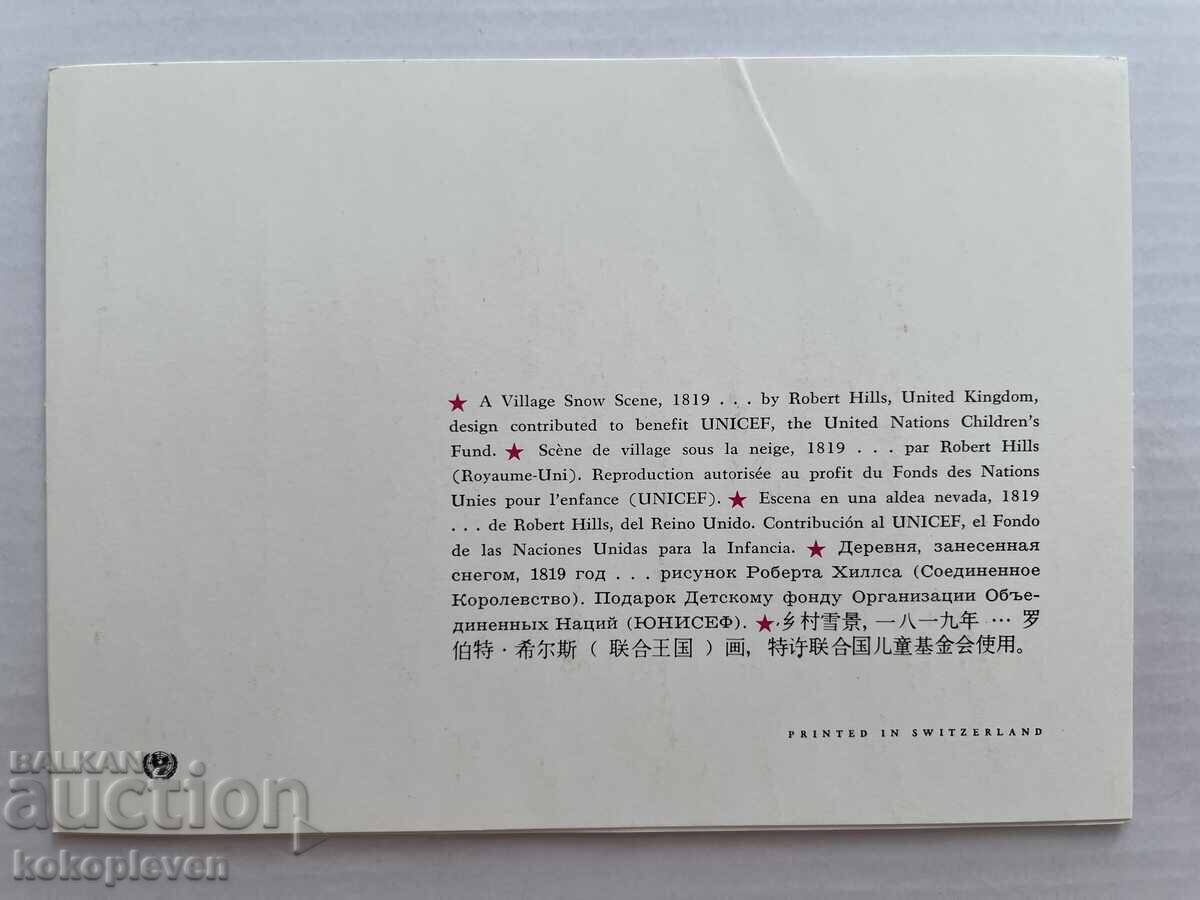 ★ A Village Snow Scene, 1819 . . . by Robert Hills, United Kingdom,
design contributed to benefit UNICEF, the United Nations Children's
Fund. ★ Scène de village sous la neige, 1819 . . . par Robert Hills
(Royaume-Uni). Reproduction autorisée au profit du Fonds des Nations
Unies pour l'enfance (UNICEF). ★ Escena en una aldea nevada, 1819
. . . de Robert Hills, del Reino Unido. Contribución al UNICEF, el Fondo
de las Naciones Unidas para la Infancia. ★ Деревня, занесенная
снегом, 1819 год . . . рисунок Роберта Хиллса (Соединенное
Королевство). Подарок Детскому фонду Организации Объе-
диненных Наций (ЮНИСЕФ). ★ 乡村雪景, 一八一九年 … 罗
伯特·希尔斯 ( 联合王国 ) 画, 特许联合国儿童基金会使用。
PRINTED IN SWITZERLAND
BALKAN
auction
kokopleven